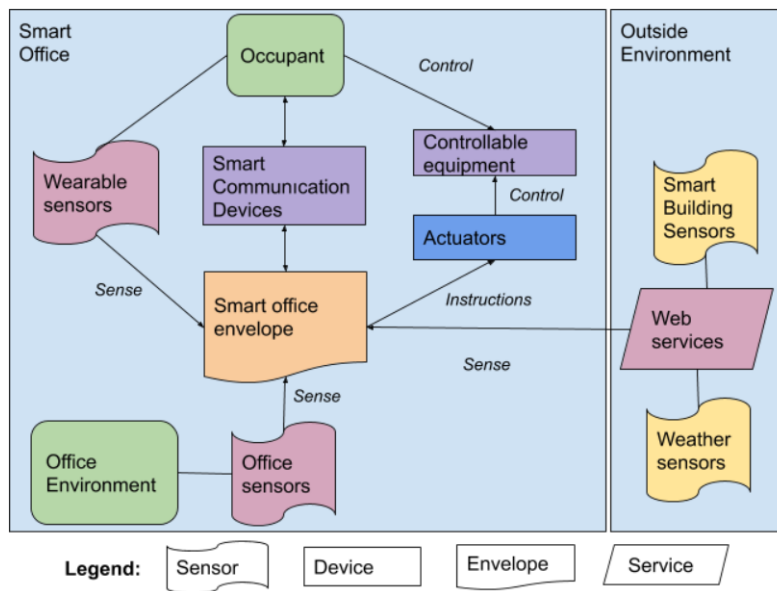 Smart
Office
Outside
Environment
Occupant
Control
Wearable
sensors
Smart
Communication
Devices
Controllable
equipment
Control
Smart
Building
Sensors
Actuators
Sense
Smart office
envelope
Instructions
Web
services
Sense
Sense
Office
Environment
Office
sensors
Weather
sensors
Legend:
Sensor
Device
Envelope
Service